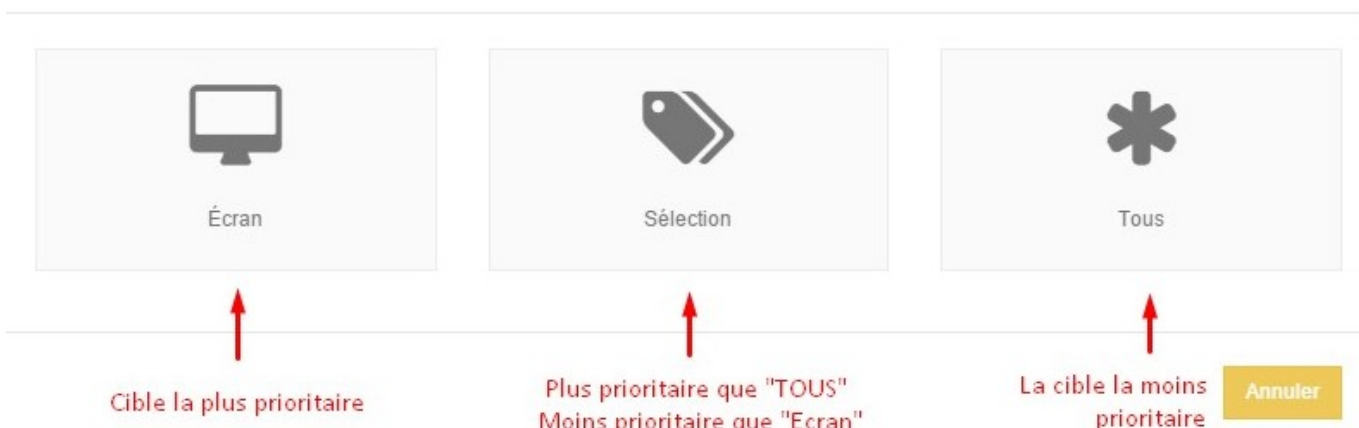 Écran
Sélection
Tous
Cible la plus prioritaire
Plus prioritaire que "TOUS"
Moins prioritaire que "Ecran"
La cible la moins
prioritaire
Annuler